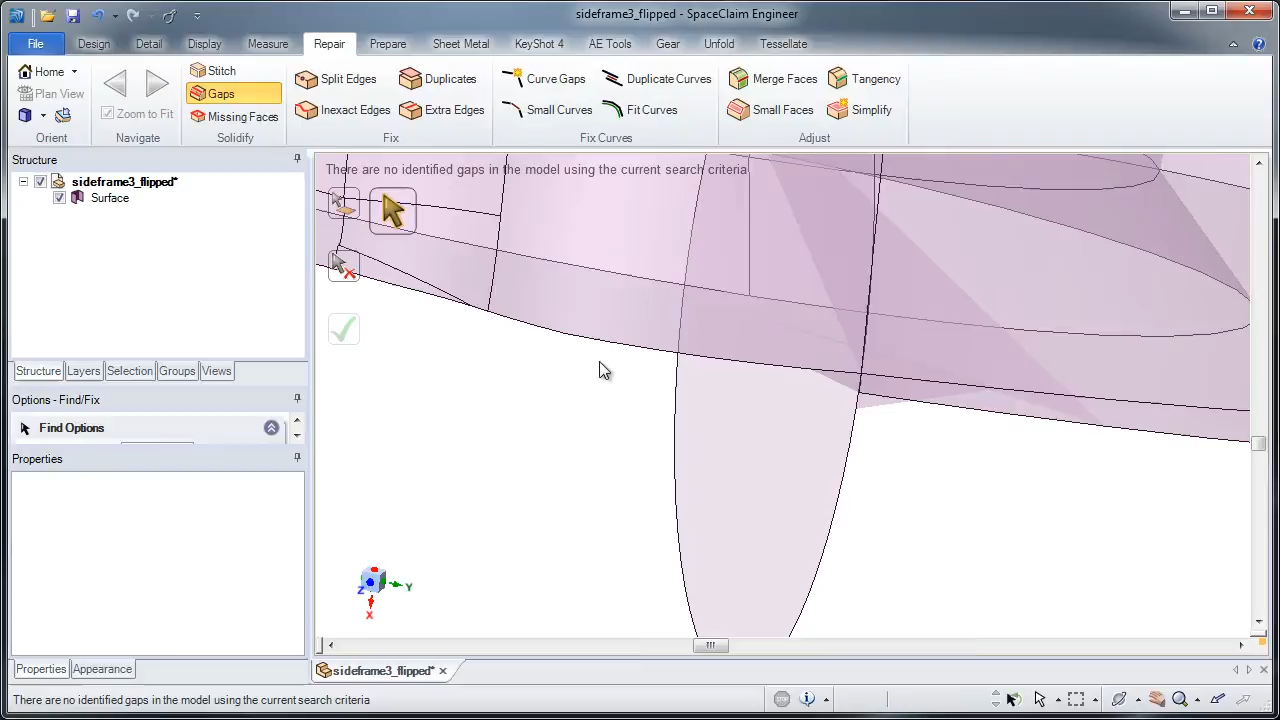 sideframe3_flipped - SpaceClaim Engineer
File Design Detail Display Measure Repair Prepare Sheet Metal KeyShot 4 AE Tools Gear Unfold Tessellate
Home Stitch Split Edges Duplicates Curve Gaps Duplicate Curves Merge Faces Tangency
Plan View Zoom to Fit Gaps Inexact Edges Extra Edges Small Curves Fit Curves Small Faces Simplify
Missing Faces
Orient Navigate Solidify Fix Fix Curves Adjust
Structure
There are no identified gaps in the model using the current search criteria
sideframe3_flipped*
Surface
Structure Layers Selection Groups Views
Options - Find/Fix
Find Options
Properties
Z Y
X
Properties Appearance
sideframe3_flipped*
There are no identified gaps in the model using the current search criteria